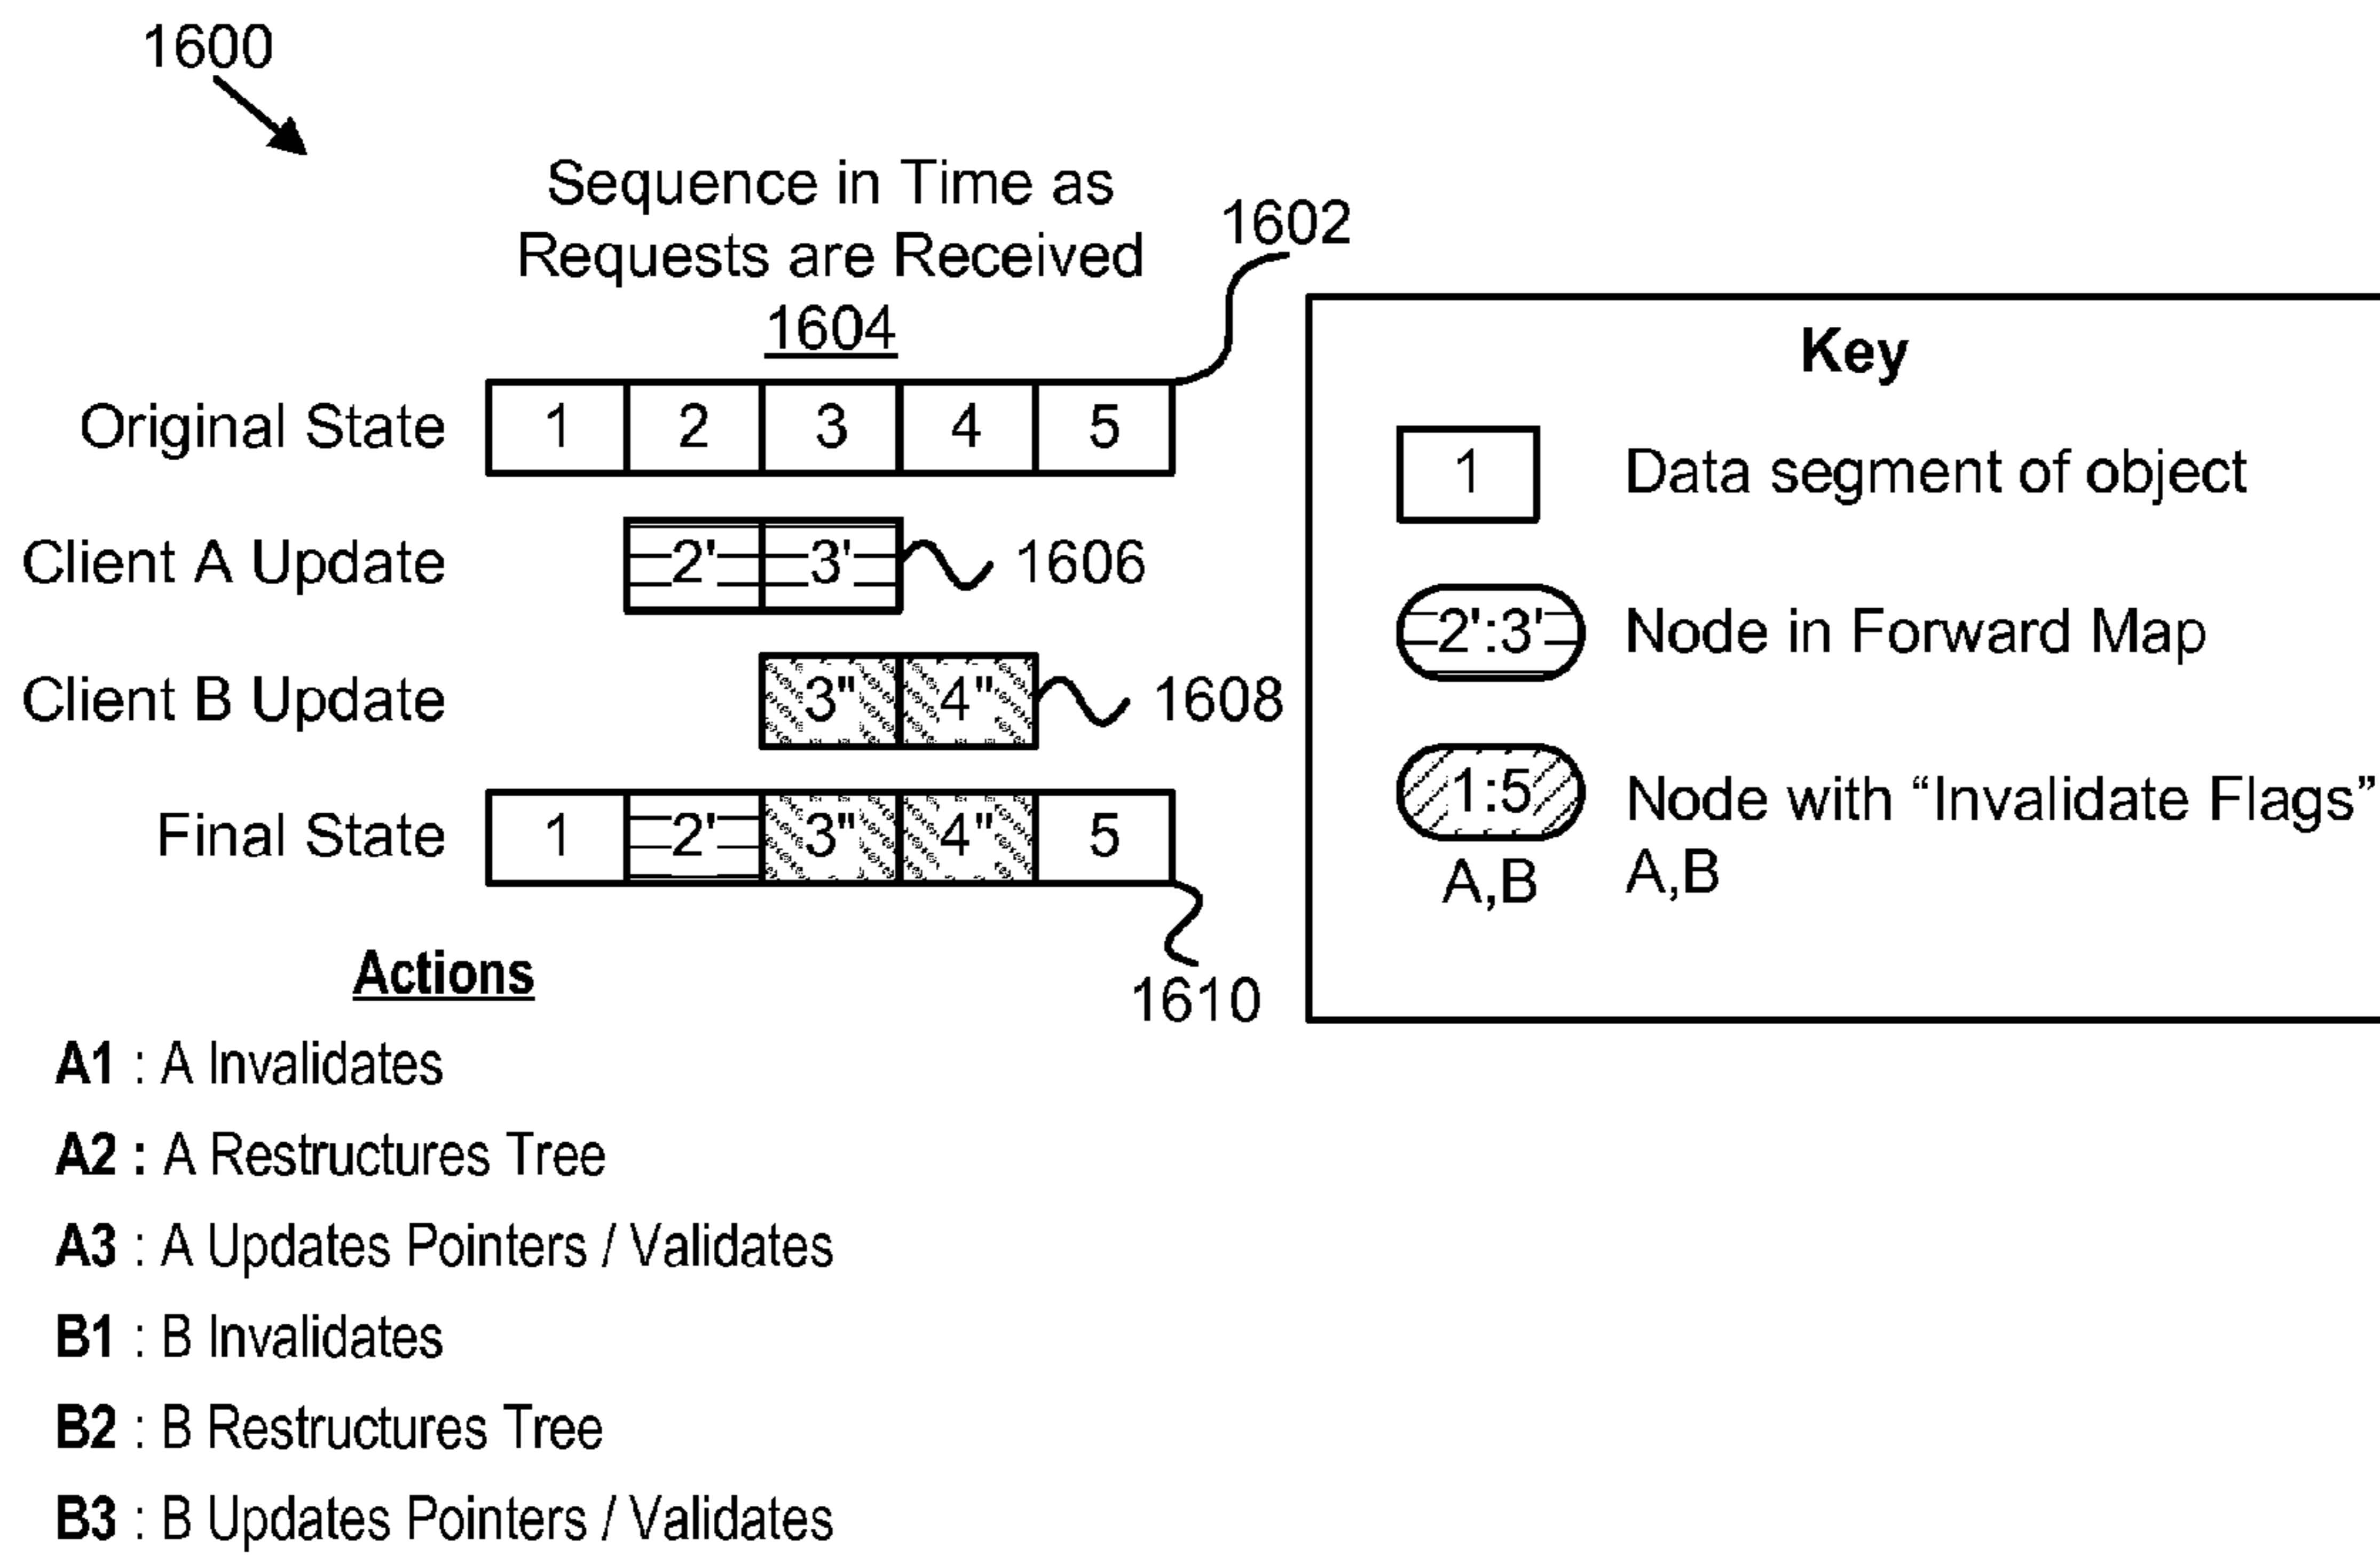 1600
Sequence in Time as
Requests are Received
1604
1602
Original State 1 2 3 4 5
Client A Update 2' 3' 1606
Client B Update 3" 4" 1608
Final State 1 2' 3" 4" 5
1610
Key
1 Data segment of object
2':3' Node in Forward Map
1:5 Node with “Invalidate Flags”
A,B A,B
Actions
A1 : A Invalidates
A2 : A Restructures Tree
A3 : A Updates Pointers / Validates
B1 : B Invalidates
B2 : B Restructures Tree
B3 : B Updates Pointers / Validates